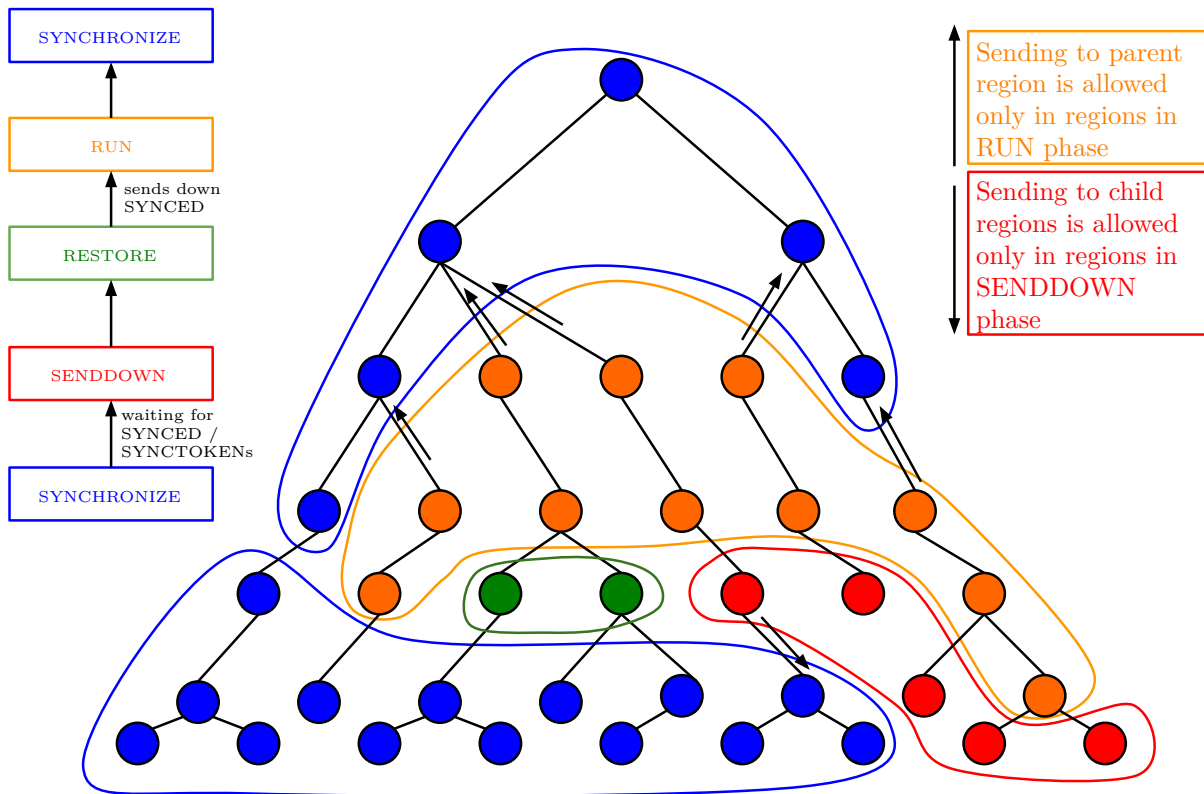 SYNCHRONIZE
RUN
sends down
SYNCED
RESTORE
SENDDOWN
waiting for
SYNCED /
SYNCTOKENs
SYNCHRONIZE
Sending to parent
region is allowed
only in regions in
RUN phase
Sending to child
regions is allowed
only in regions in
SENDDOWN
phase